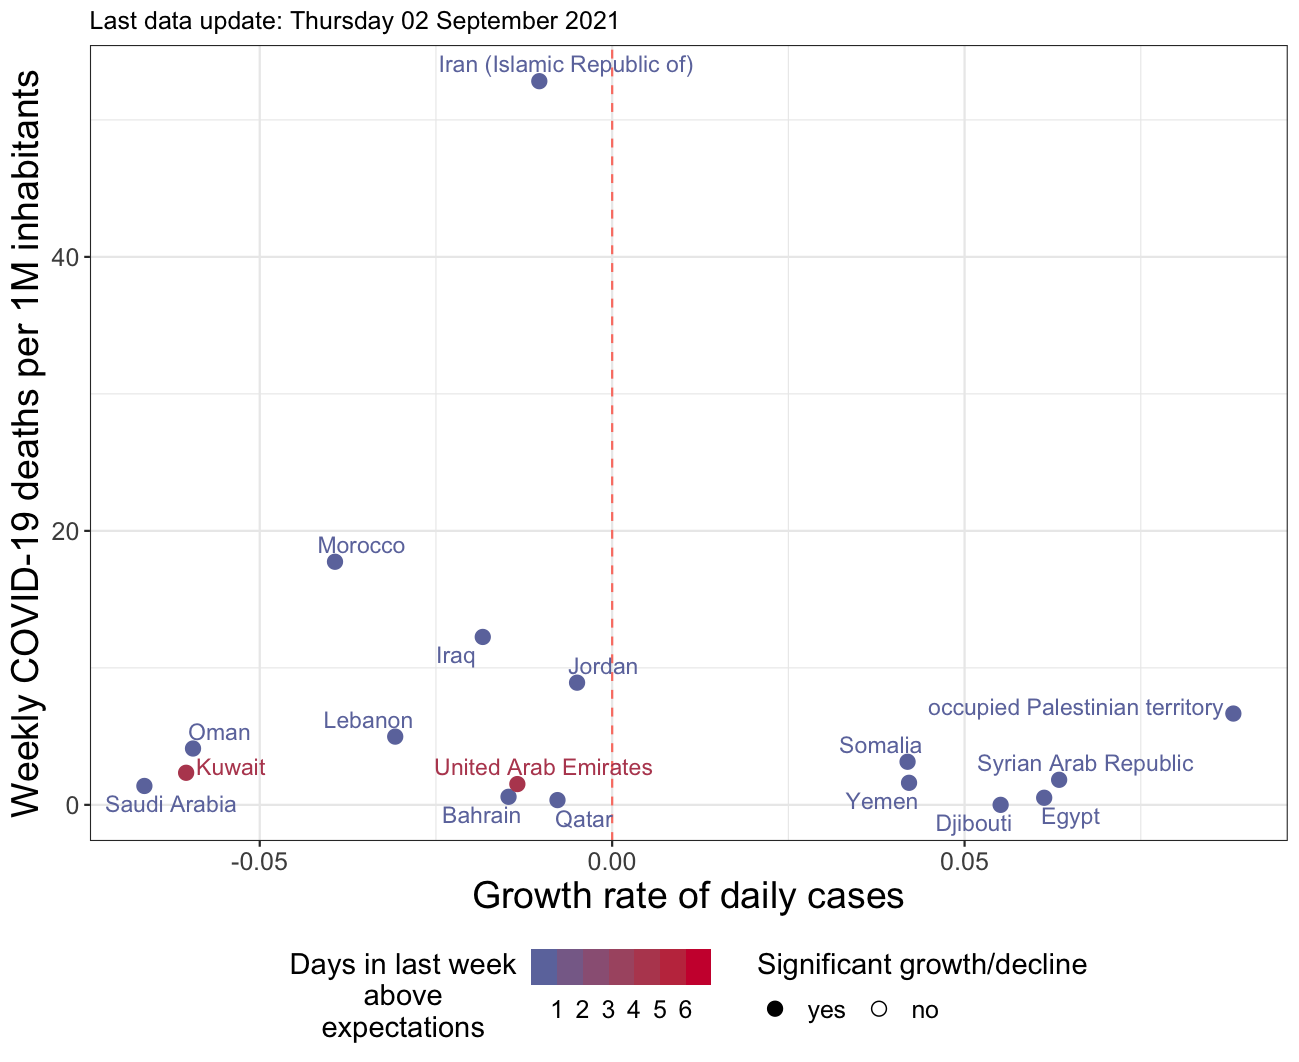 Last data update: Thursday 02 September 2021
Weekly COVID-19 deaths per 1M inhabitants
Iran (Islamic Republic of)
40
20
Morocco
Iraq
Jordan
occupied Palestinian territory
Lebanon
Oman
Somalia
Kuwait
United Arab Emirates
Syrian Arab Republic
0
Saudi Arabia
Yemen
Bahrain
Qatar
Egypt
Djibouti
-0.05
0.00
0.05
Growth rate of daily cases
Days in last week
above
expectations
1 2 3 4 5 6
Significant growth/decline
yes
no